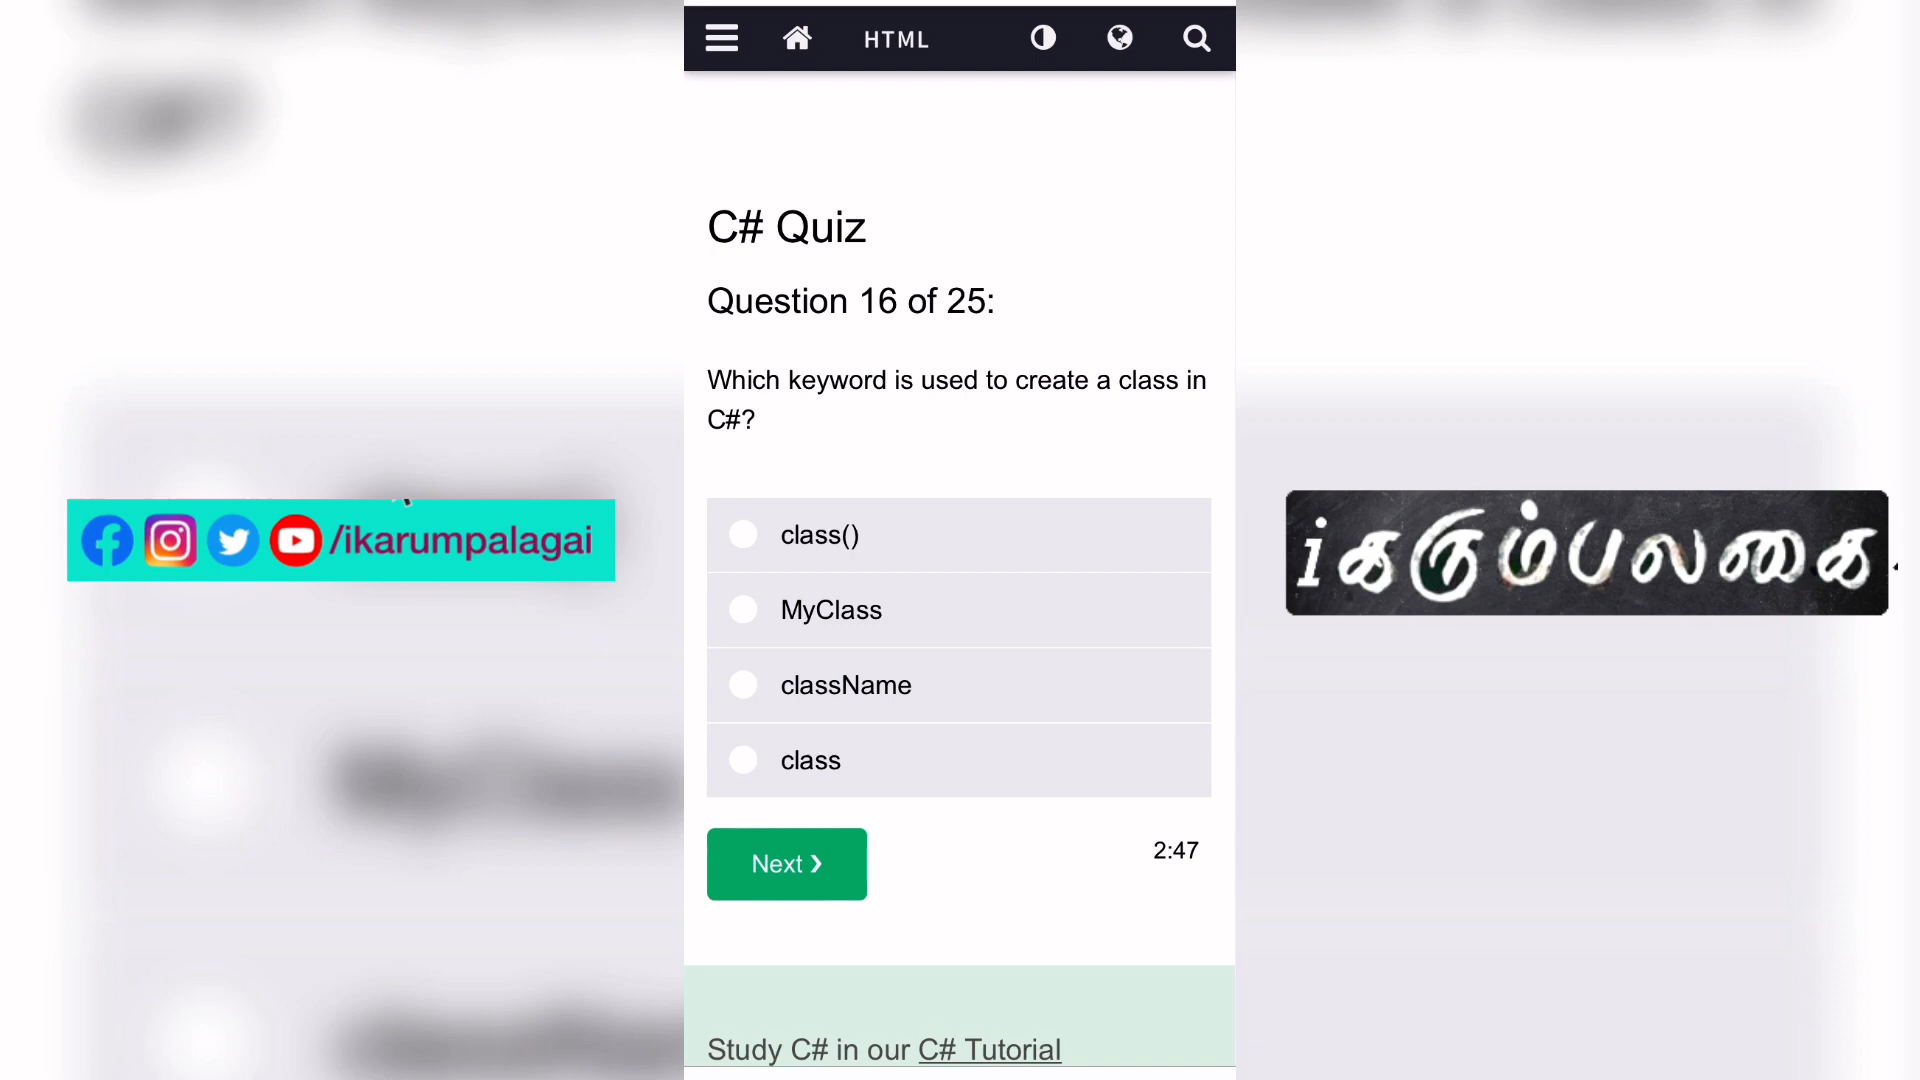 HTML
C# Quiz
Question 16 of 25:
Which keyword is used to create a class in
C#?
class()
MyClass
className
class
Next ❯
2:47
Study C# in our C# Tutorial
/ikarumpalagai
iகரும்பலகை